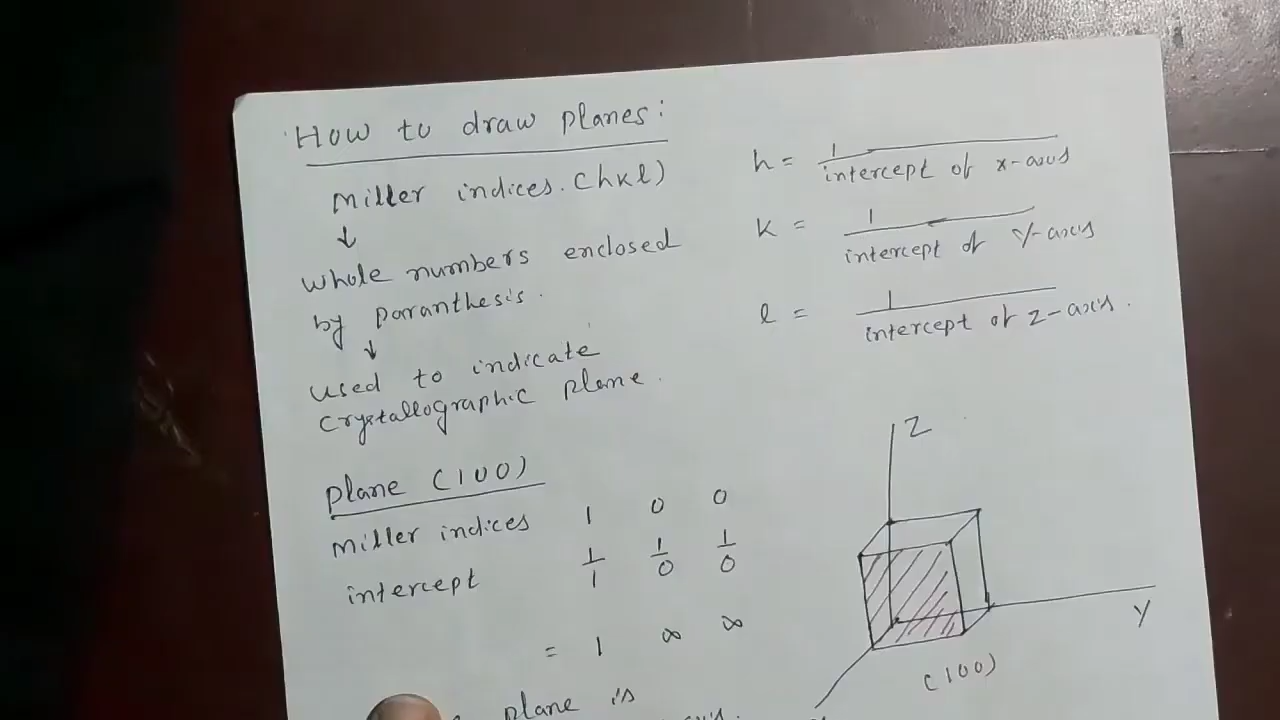 How to draw planes:
Miller indices. (hkl)
↓
whole numbers enclosed
by paranthesis.
↓
used to indicate
crystallographic plane.
h = 1 / intercept of x-axis
k = 1 / intercept of Y-axis
l = 1 / intercept of z-axis.
plane (100)
Miller indices 1 0 0
intercept 1/1 1/0 1/0
= 1 ∞ ∞
plane is
axis.
Z
Y
(100)